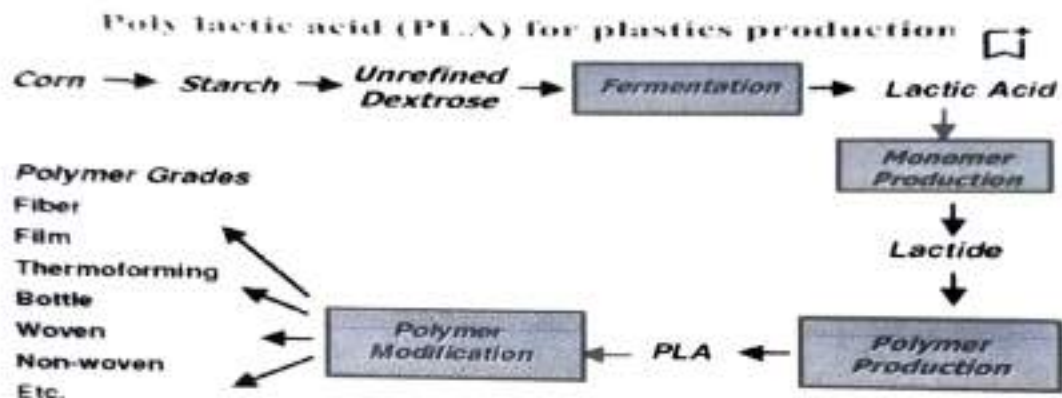 Poly lactic acid (PLA) for plastics production
Corn
Starch
Unrefined
Dextrose
Fermentation
Lactic Acid
Monomer
Production
Lactide
Polymer
Production
PLA
Polymer
Modification
Polymer Grades
Fiber
Film
Thermoforming
Bottle
Woven
Non-woven
Etc.